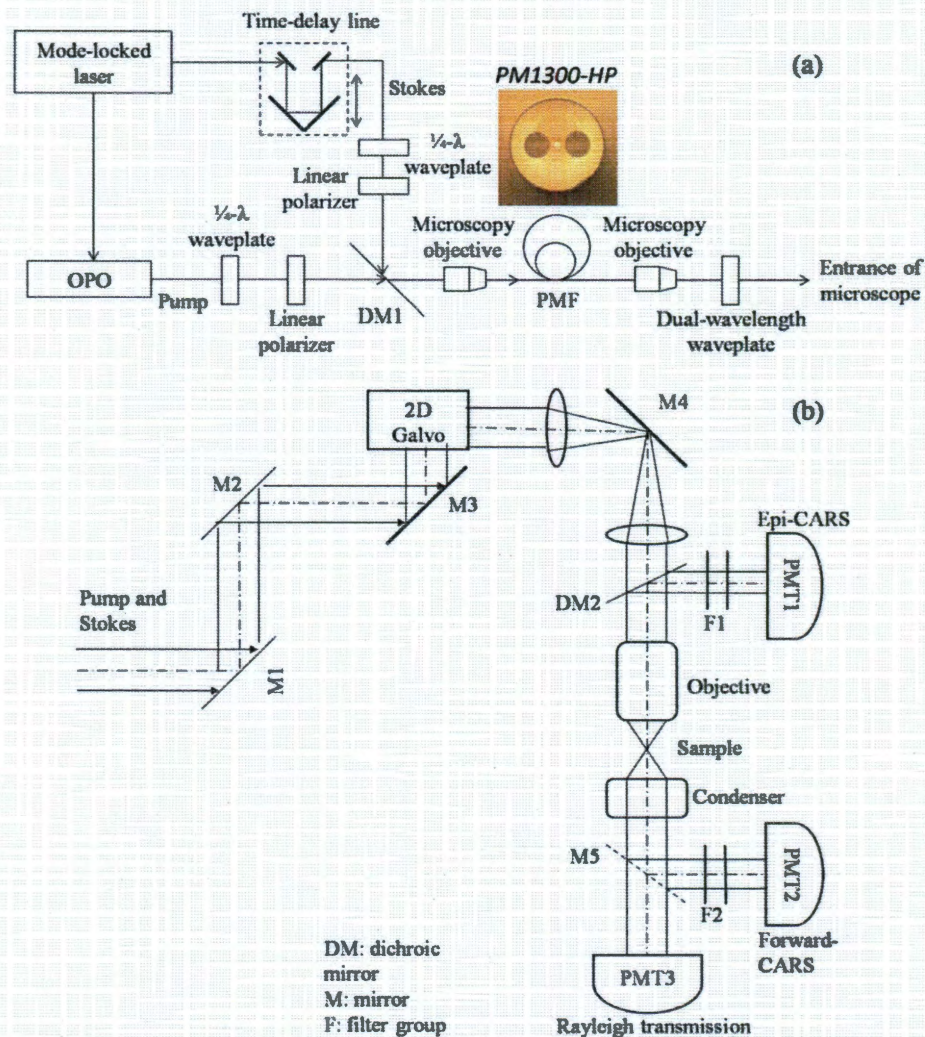 Time-delay line
Mode-locked
laser
(a)
PM1300-HP
Stokes
¼-λ
waveplate
Linear
polarizer
¼-λ
waveplate
Microscopy
objective
Microscopy
objective
OPO
Pump
Linear
polarizer
DM1
PMF
Dual-wavelength
waveplate
Entrance of
microscope
(b)
2D
Galvo
M4
M2
M3
Epi-CARS
PMT1
DM2
F1
Pump and
Stokes
M1
Objective
Sample
Condenser
M5
PMT2
F2
Forward-
CARS
DM: dichroic
mirror
M: mirror
F: filter group
PMT3
Rayleigh transmission